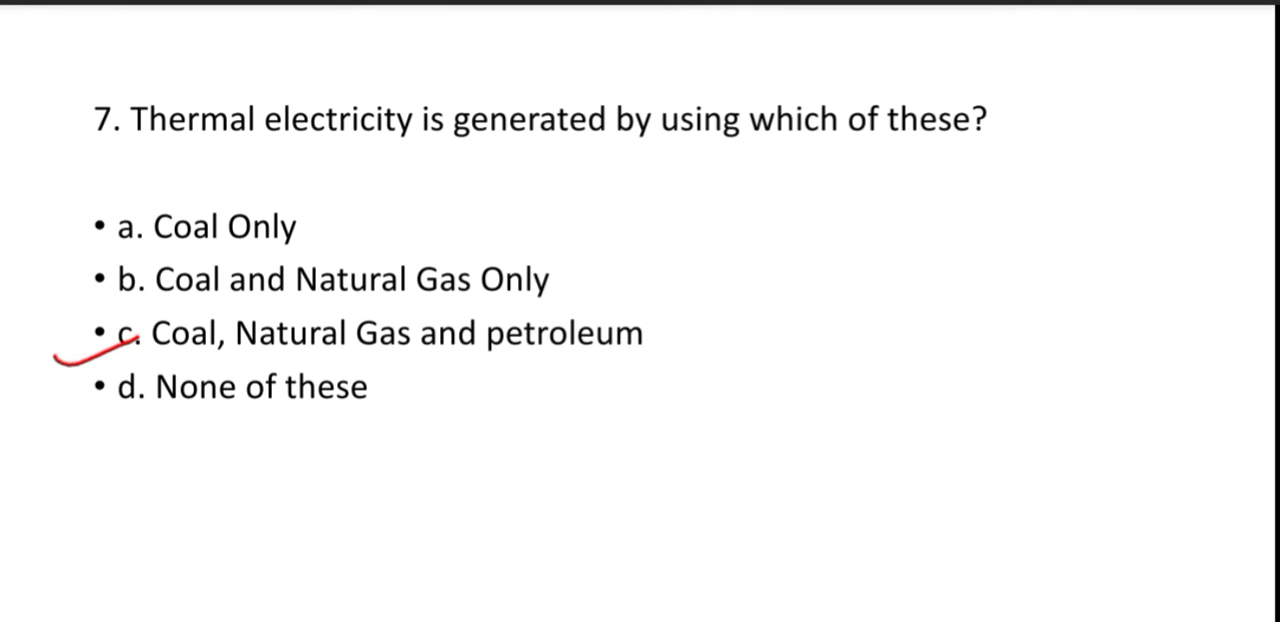 7. Thermal electricity is generated by using which of these?
• a. Coal Only
• b. Coal and Natural Gas Only
• c. Coal, Natural Gas and petroleum
• d. None of these